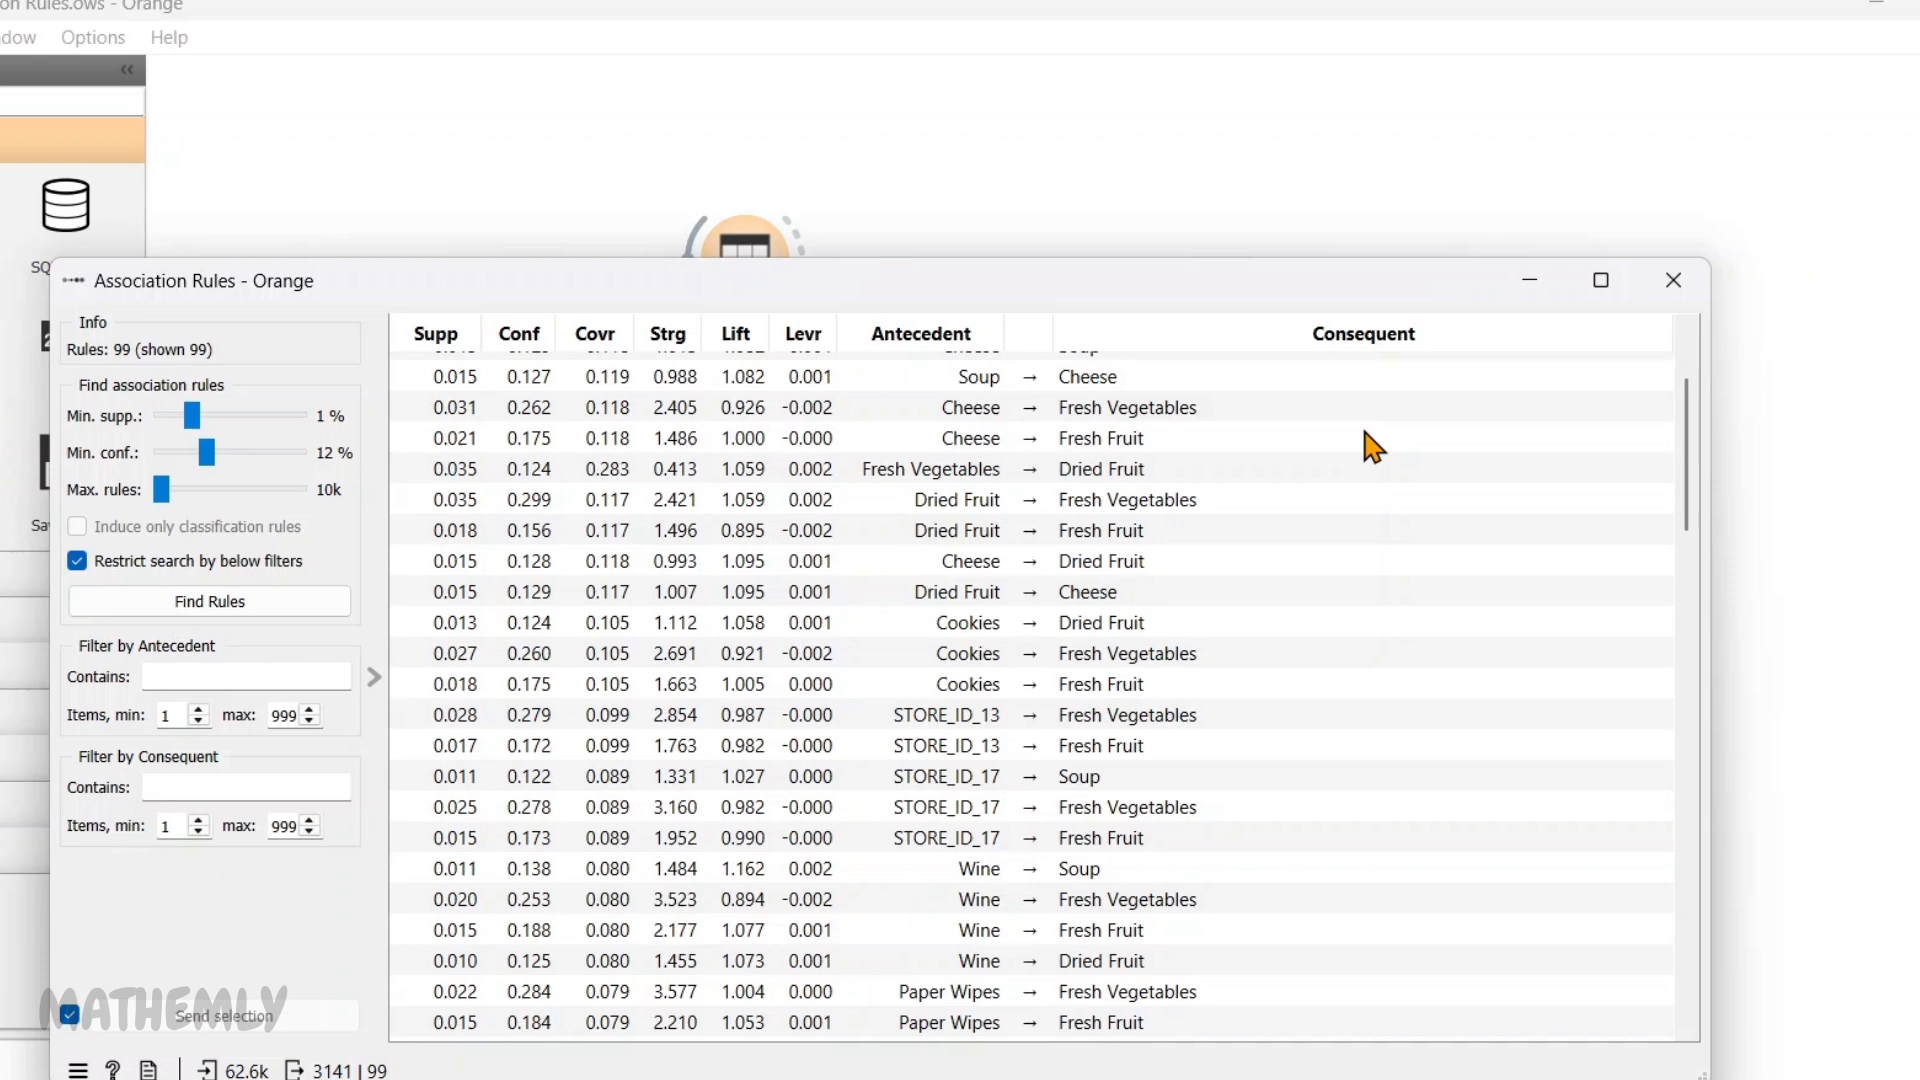 on Rules.ows - Orange
dow Options Help
SQ
Sa
Association Rules - Orange
Info
Rules: 99 (shown 99)
Find association rules
Min. supp.: 1 %
Min. conf.: 12 %
Max. rules: 10k
Induce only classification rules
Restrict search by below filters
Find Rules
Filter by Antecedent
Contains:
Items, min: 1 max: 999
Filter by Consequent
Contains:
Items, min: 1 max: 999
Send selection
MATHEMLY
62.6k 3141 | 99
Supp Conf Covr Strg Lift Levr Antecedent Consequent
0.015 0.127 0.119 0.988 1.082 0.001 Soup → Cheese
0.031 0.262 0.118 2.405 0.926 -0.002 Cheese → Fresh Vegetables
0.021 0.175 0.118 1.486 1.000 -0.000 Cheese → Fresh Fruit
0.035 0.124 0.283 0.413 1.059 0.002 Fresh Vegetables → Dried Fruit
0.035 0.299 0.117 2.421 1.059 0.002 Dried Fruit → Fresh Vegetables
0.018 0.156 0.117 1.496 0.895 -0.002 Dried Fruit → Fresh Fruit
0.015 0.128 0.118 0.993 1.095 0.001 Cheese → Dried Fruit
0.015 0.129 0.117 1.007 1.095 0.001 Dried Fruit → Cheese
0.013 0.124 0.105 1.112 1.058 0.001 Cookies → Dried Fruit
0.027 0.260 0.105 2.691 0.921 -0.002 Cookies → Fresh Vegetables
0.018 0.175 0.105 1.663 1.005 0.000 Cookies → Fresh Fruit
0.028 0.279 0.099 2.854 0.987 -0.000 STORE_ID_13 → Fresh Vegetables
0.017 0.172 0.099 1.763 0.982 -0.000 STORE_ID_13 → Fresh Fruit
0.011 0.122 0.089 1.331 1.027 0.000 STORE_ID_17 → Soup
0.025 0.278 0.089 3.160 0.982 -0.000 STORE_ID_17 → Fresh Vegetables
0.015 0.173 0.089 1.952 0.990 -0.000 STORE_ID_17 → Fresh Fruit
0.011 0.138 0.080 1.484 1.162 0.002 Wine → Soup
0.020 0.253 0.080 3.523 0.894 -0.002 Wine → Fresh Vegetables
0.015 0.188 0.080 2.177 1.077 0.001 Wine → Fresh Fruit
0.010 0.125 0.080 1.455 1.073 0.001 Wine → Dried Fruit
0.022 0.284 0.079 3.577 1.004 0.000 Paper Wipes → Fresh Vegetables
0.015 0.184 0.079 2.210 1.053 0.001 Paper Wipes → Fresh Fruit